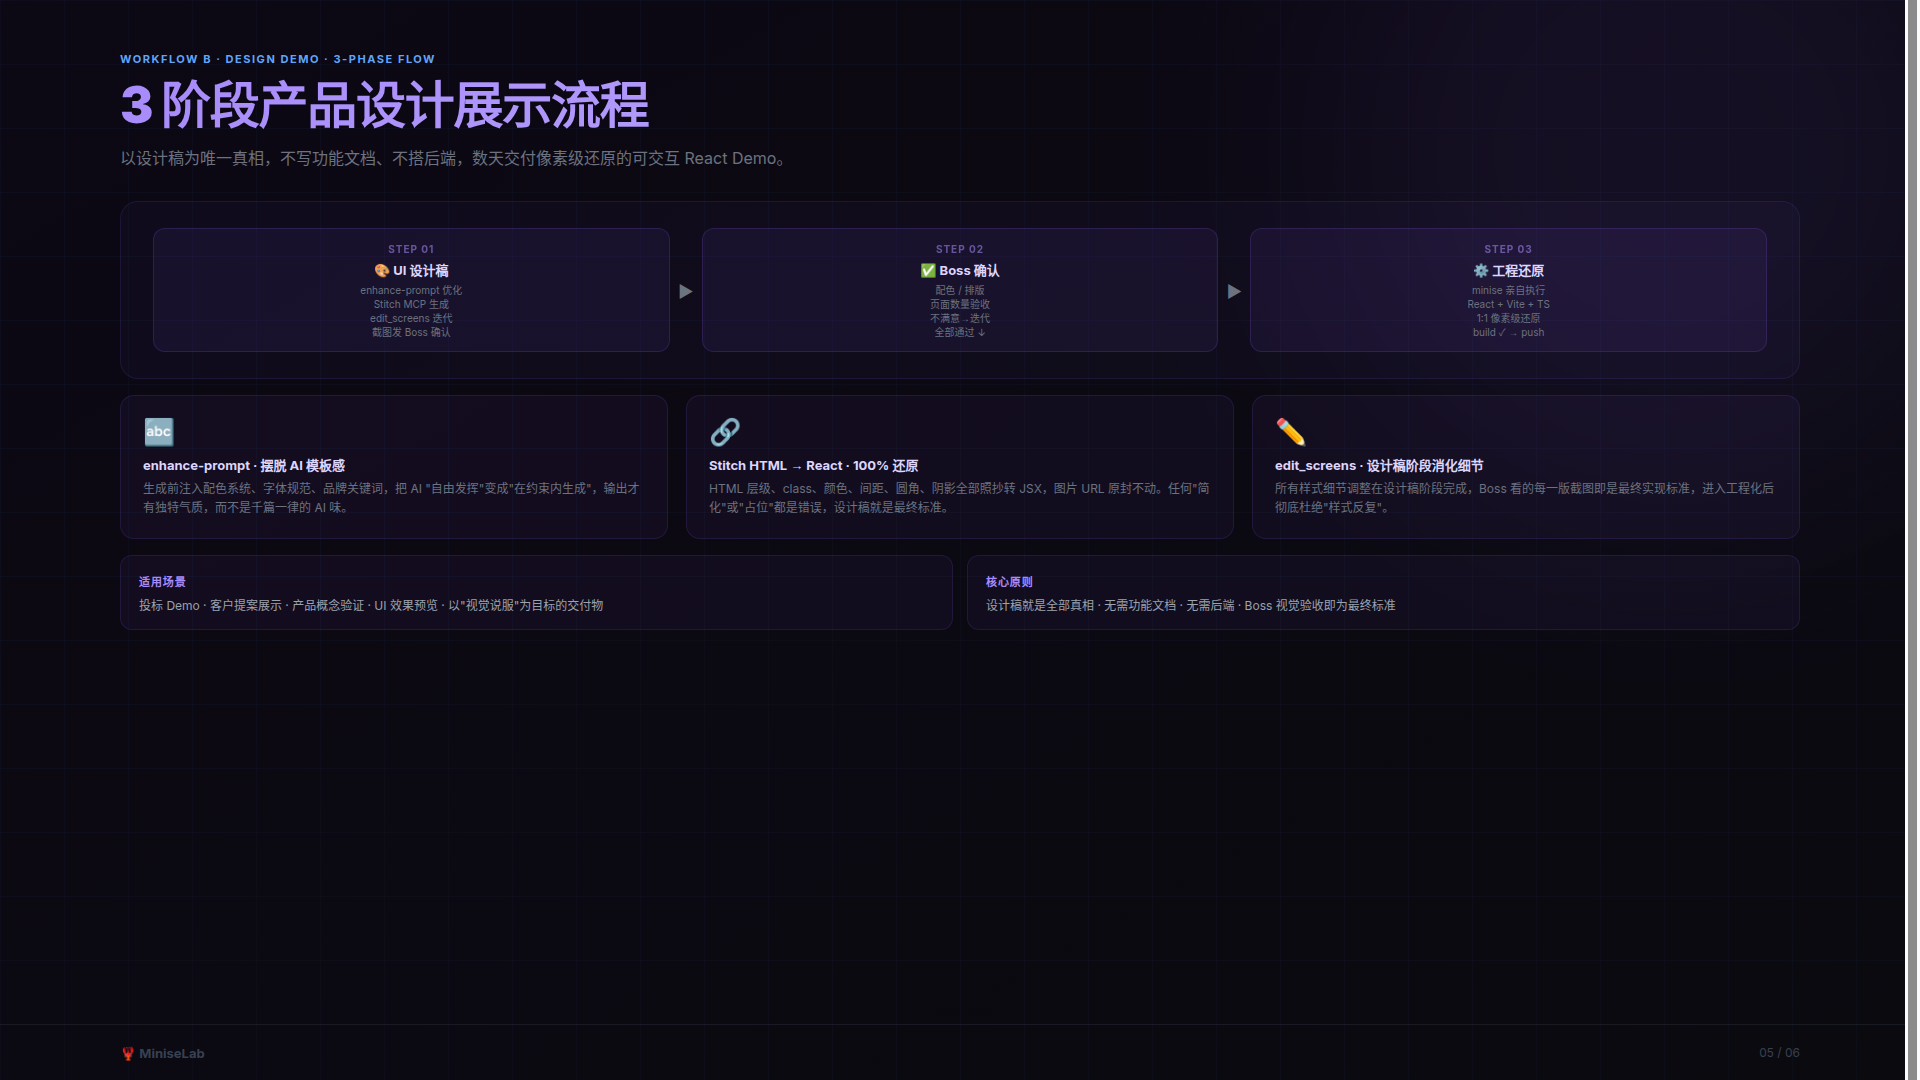 WORKFLOW B · DESIGN DEMO · 3-PHASE FLOW
3 阶段产品设计展示流程
以设计稿为唯一真相，不写功能文档、不搭后端，数天交付像素级还原的可交互 React Demo。
STEP 01
🎨 UI 设计稿
enhance-prompt 优化
Stitch MCP 生成
edit_screens 迭代
截图发 Boss 确认
▶
STEP 02
✅ Boss 确认
配色 / 排版
页面数量验收
不满意→迭代
全部通过 ↓
▶
STEP 03
⚙️ 工程还原
minise 亲自执行
React + Vite + TS
1:1 像素级还原
build ✓ → push
🔤
enhance-prompt · 摆脱 AI 模板感
生成前注入配色系统、字体规范、品牌关键词，把 AI "自由发挥"变成"在约束内生成"，输出才
有独特气质，而不是千篇一律的 AI 味。
🔗
Stitch HTML → React · 100% 还原
HTML 层级、class、颜色、间距、圆角、阴影全部照抄转 JSX，图片 URL 原封不动。任何"简
化"或"占位"都是错误，设计稿就是最终标准。
✏️
edit_screens · 设计稿阶段消化细节
所有样式细节调整在设计稿阶段完成，Boss 看的每一版截图即是最终实现标准，进入工程化后
彻底杜绝"样式反复"。
适用场景
投标 Demo · 客户提案展示 · 产品概念验证 · UI 效果预览 · 以"视觉说服"为目标的交付物
核心原则
设计稿就是全部真相 · 无需功能文档 · 无需后端 · Boss 视觉验收即为最终标准
🦞 MiniseLab
05 / 06